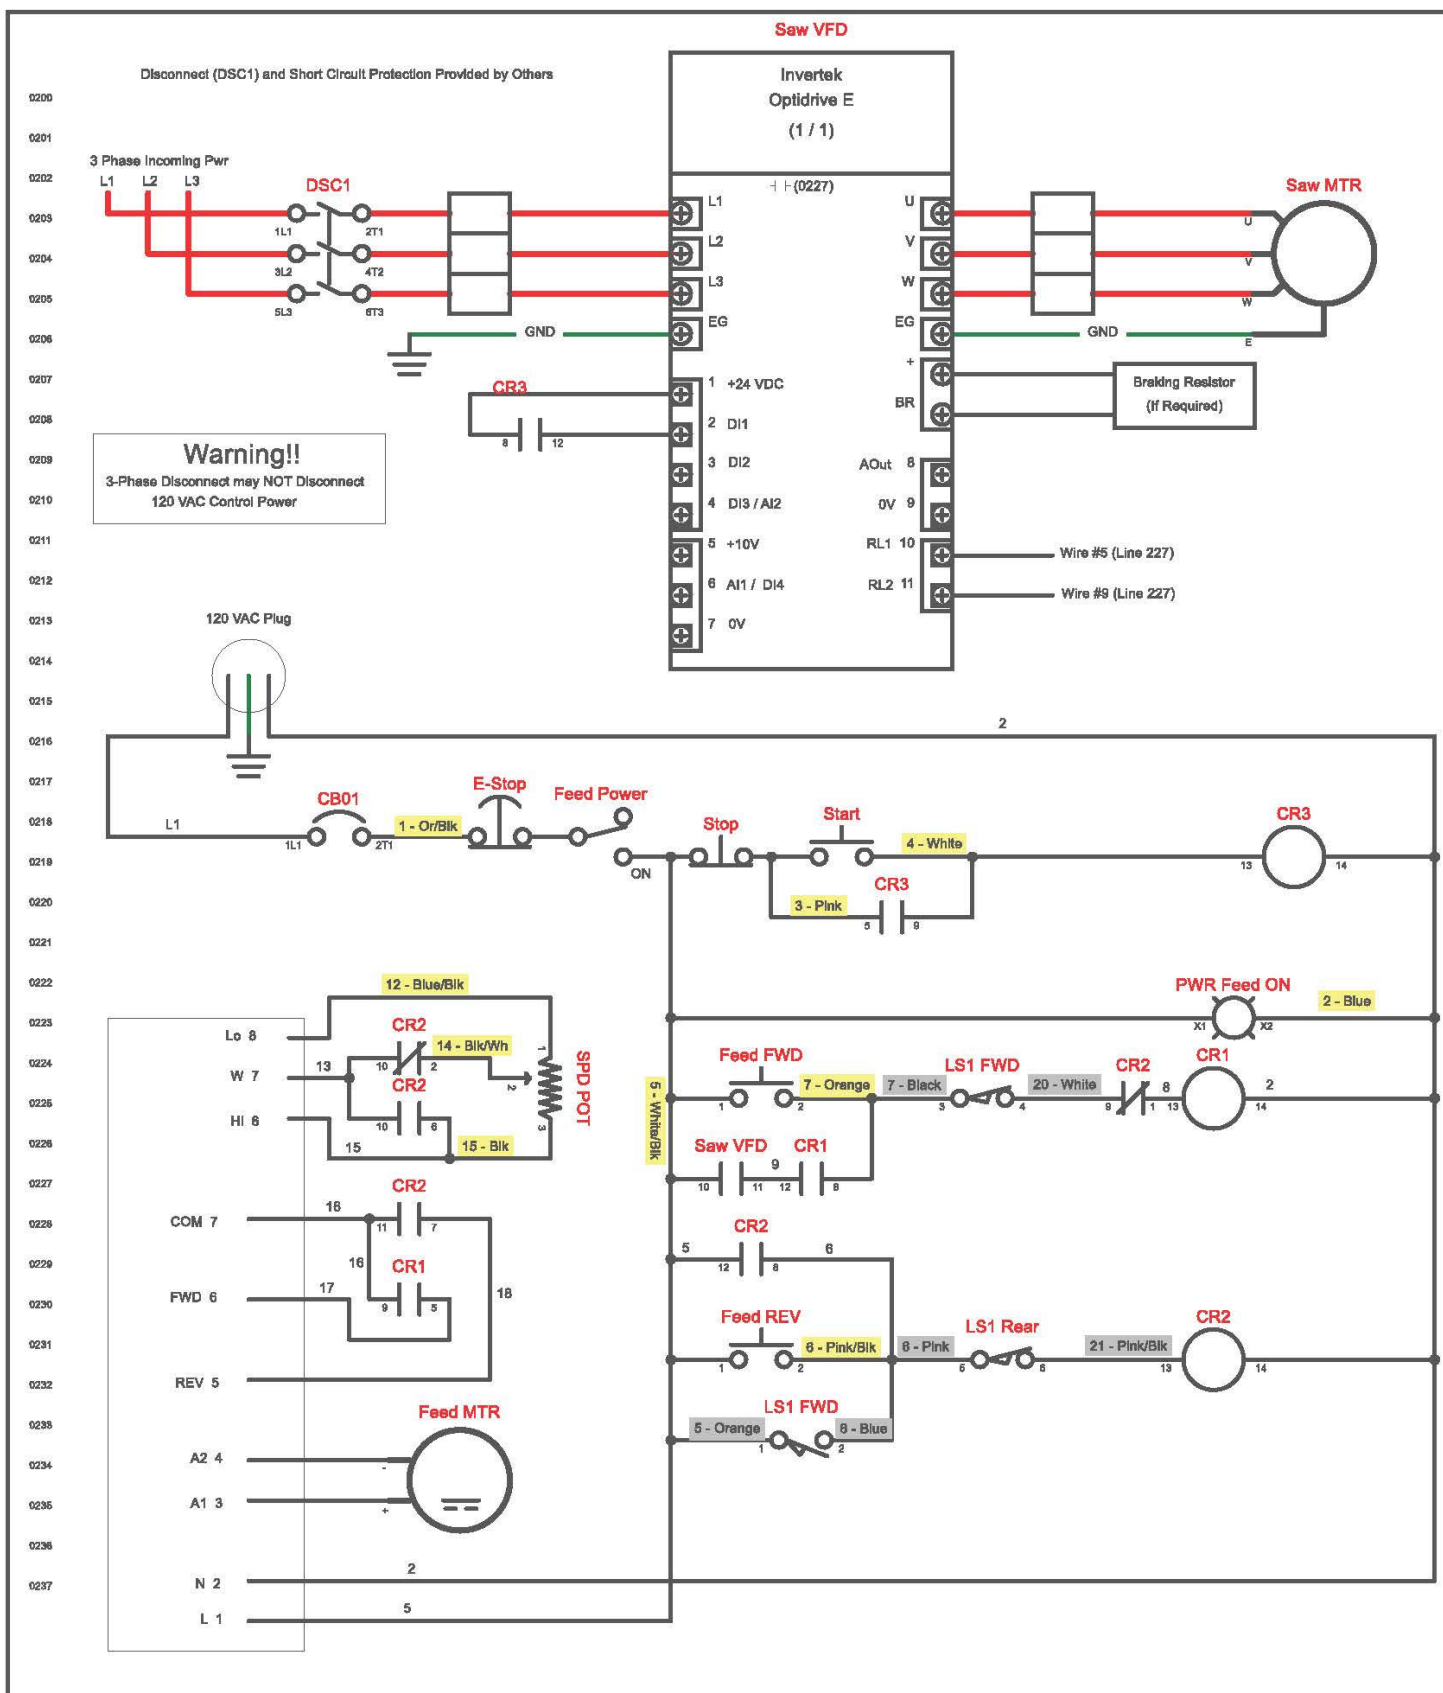 Saw VFD
Disconnect (DSC1) and Short Circuit Protection Provided by Others
Invertek
Optidrive E
(1 / 1)
0200
0201
0202
3 Phase Incoming Pwr
L1 L2 L3
DSC1
(0227)
Saw MTR
0203
1L1 2T1
L1
U
U
0204
3L2 4T2
L2
V
V
0205
5L3 6T3
L3
W
W
0206
GND
EG
EG
GND
E
0207
CR3
1 +24 VDC
+
Braking Resistor
(If Required)
0208
8 12
2 DI1
BR
0209
Warning!!
3-Phase Disconnect may NOT Disconnect
120 VAC Control Power
3 DI2
AOut 8
0210
4 DI3 / AI2
0V 9
0211
5 +10V
RL1 10
Wire #5 (Line 227)
0212
6 AI1 / DI4
RL2 11
Wire #9 (Line 227)
0213
120 VAC Plug
7 0V
0214
0215
2
0216
0217
CB01
E-Stop
Feed Power
0218
L1
1L1 2T1
1 - Or/Blk
Stop
Start
4 - White
CR3
0219
ON
13 14
0220
3 - Pink
CR3
5 9
0221
0222
12 - Blue/Blk
PWR Feed ON
2 - Blue
0223
Lo 8
CR2
14 - Blk/Wh
X1 X2
0224
W 7
13
10 2
1
2
3
SPD POT
Feed FWD
LS1 FWD
CR2
CR1
0225
CR2
5 - White/Blk
7 - Orange
7 - Black
20 - White
8
2
1 2
3 4
9 1
13 14
HI 6
10 6
0226
15
15 - Blk
Saw VFD
CR1
0227
CR2
10 11
9
12 8
0228
COM 7
16
11 7
CR2
0229
16
CR1
5
6
12 8
0230
FWD 6
17
9 5
18
Feed REV
LS1 Rear
CR2
0231
6 - Pink/Blk
6 - Pink
21 - Pink/Blk
1 2
5 6
13 14
0232
REV 5
0233
Feed MTR
LS1 FWD
5 - Orange
6 - Blue
1 2
0234
A2 4
-
0235
A1 3
+
0236
0237
N 2
2
L 1
5